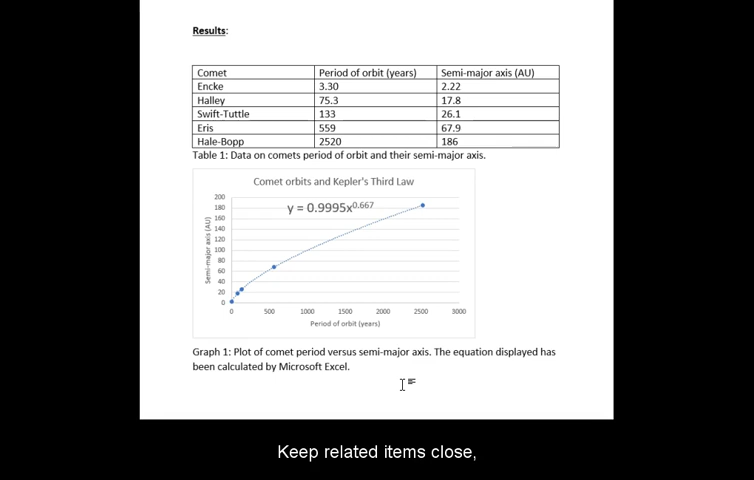 Results:
Comet Period of orbit (years) Semi-major axis (AU)
Encke 3.30 2.22
Halley 75.3 17.8
Swift-Tuttle 133 26.1
Eris 559 67.9
Hale-Bopp 2520 186
Table 1: Data on comets period of orbit and their semi-major axis.
Comet orbits and Kepler's Third Law
y = 0.9995x^0.667
Semi-major axis (AU)
200
180
160
140
120
100
80
60
40
20
0
0 500 1000 1500 2000 2500 3000
Period of orbit (years)
Graph 1: Plot of comet period versus semi-major axis. The equation displayed has
been calculated by Microsoft Excel.
Keep related items close,